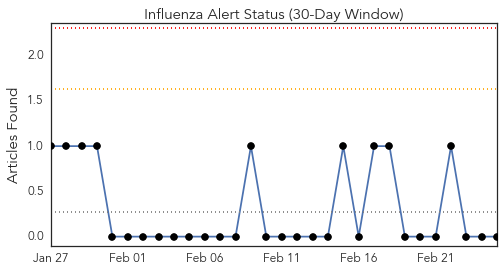 Influenza Alert Status (30-Day Window)
Articles Found
2.0
1.5
1.0
0.5
0.0
Jan 27 Feb 01 Feb 06 Feb 11 Feb 16 Feb 21